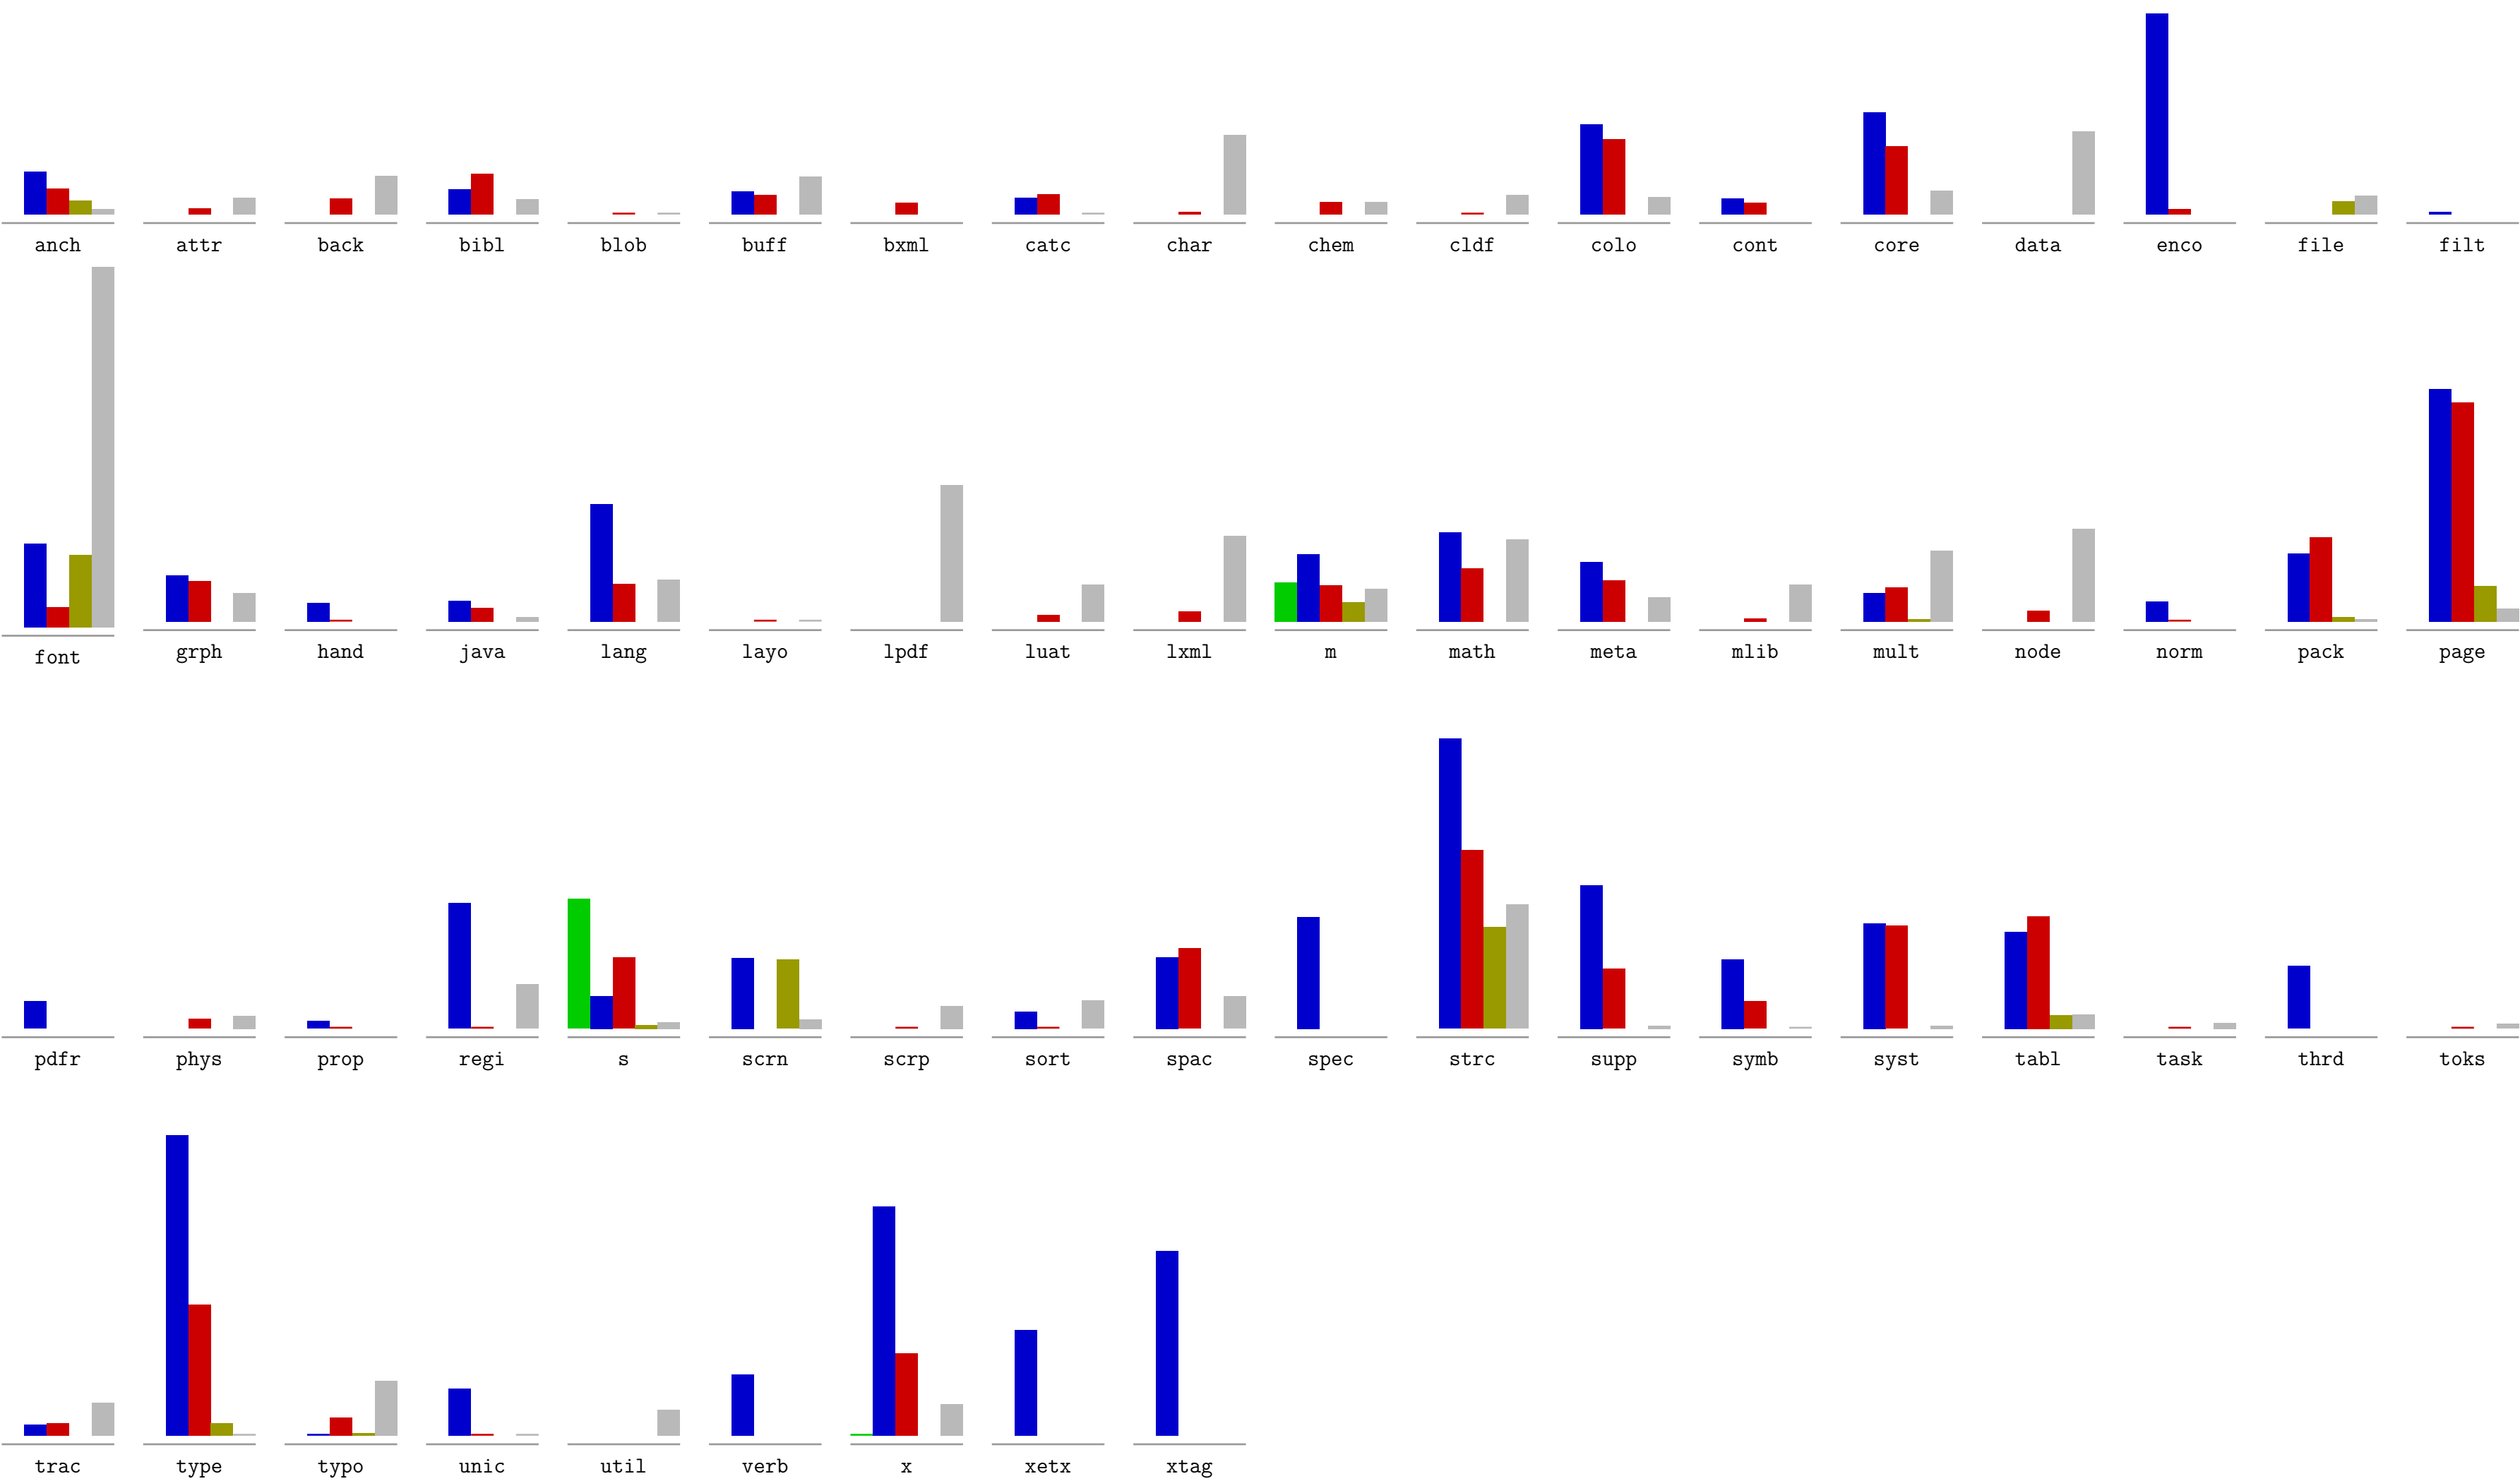 anch attr back bibl blob buff bxml catc char chem cldf colo cont core data enco file filt
font grph hand java lang layo lpdf luat lxml m math meta mlib mult node norm pack page
pdfr phys prop regi s scrn scrp sort spac spec strc supp symb syst tabl task thrd toks
trac type typo unic util verb x xetx xtag